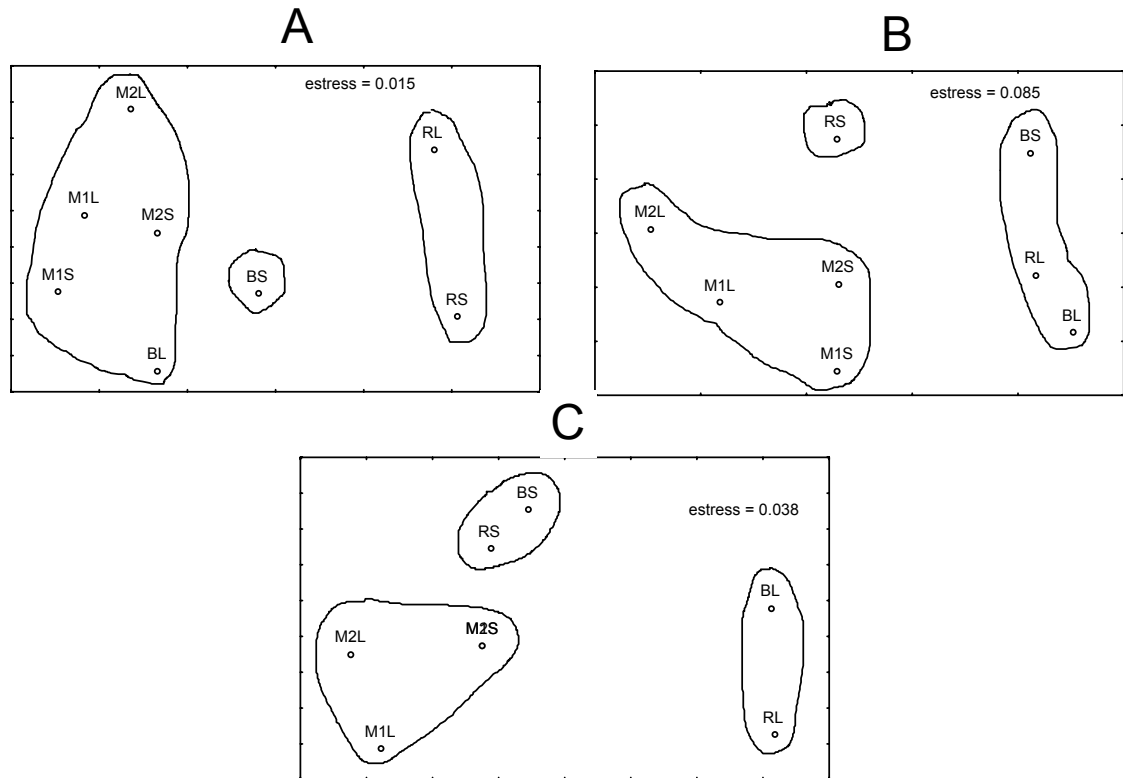 A
estress = 0.015
M2L
RL
M1L
M2S
M1S
BS
RS
BL
B
estress = 0.085
RS
BS
M2L
M2S
RL
M1L
BL
M1S
C
BS
estress = 0.038
RS
BL
M2L
RL
M1L